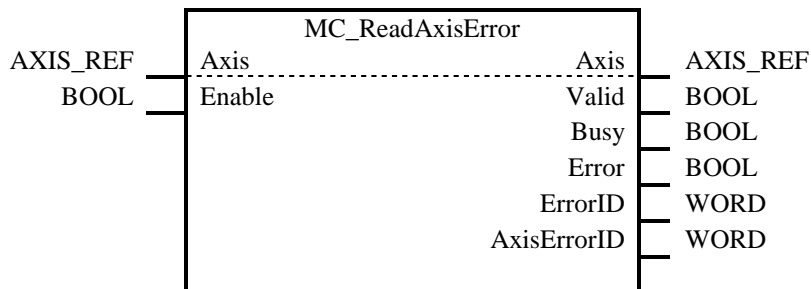 MC_ReadAxisError
AXIS_REF Axis Axis AXIS_REF
BOOL Enable Valid BOOL
Busy BOOL
Error BOOL
ErrorID WORD
AxisErrorID WORD